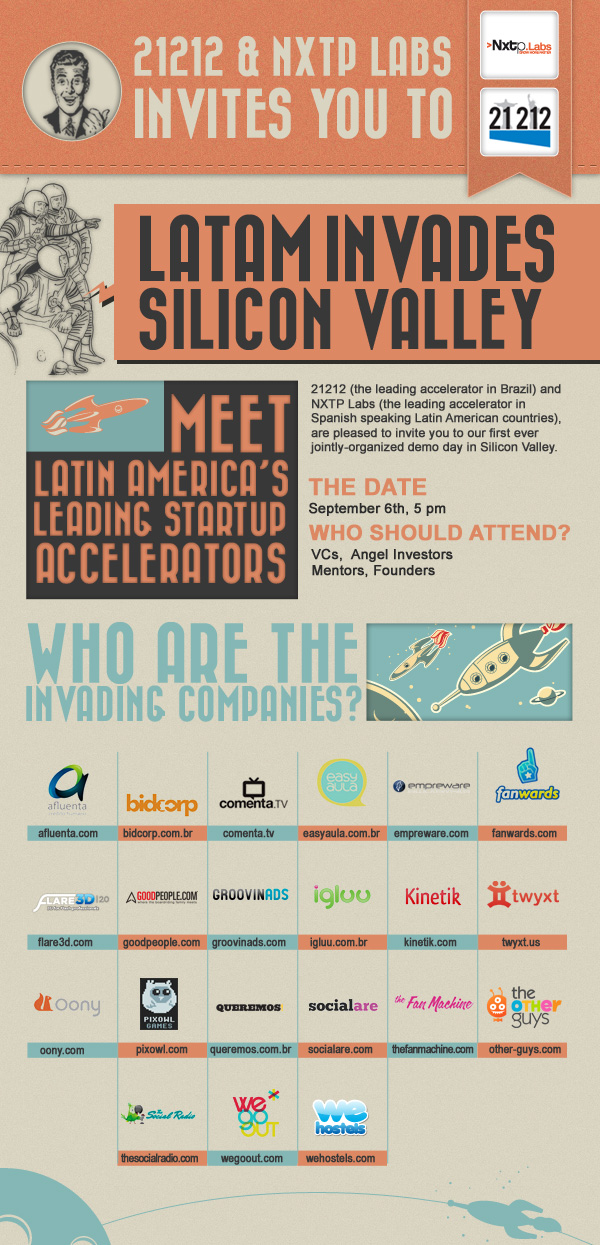 21212 & NXTP LABS
INVITES YOU TO
>Nxtp.Labs
21212
LATAM INVADES
SILICON VALLEY
MEET
LATIN AMERICA'S
LEADING STARTUP
ACCELERATORS
21212 (the leading accelerator in Brazil) and
NXTP Labs (the leading accelerator in
Spanish speaking Latin American countries),
are pleased to invite you to our first ever
jointly-organized demo day in Silicon Valley.
THE DATE
September 6th, 5 pm
WHO SHOULD ATTEND?
VCs, Angel Investors
Mentors, Founders
WHO ARE THE
INVADING COMPANIES?
afluenta
bidcorp
comenta.TV
easy
aula
empreware
fanwards
afluenta.com
bidcorp.com.br
comenta.tv
easyaula.com.br
empreware.com
fanwards.com
FLARE3D
GOODPEOPLE.COM
GROOVINADS
igluu
Kinetik
twyxt
flare3d.com
goodpeople.com
groovinads.com
igluu.com.br
kinetik.com
twyxt.us
Oony
PIXOWL
GAMES
QUEREMOS!
socialare
the Fan Machine
the
OTHER
guys
oony.com
pixowl.com
queremos.com.br
socialare.com
thefanmachine.com
other-guys.com
The Social Radio
we
go
OUT
we
hostels
thesocialradio.com
wegoout.com
wehostels.com